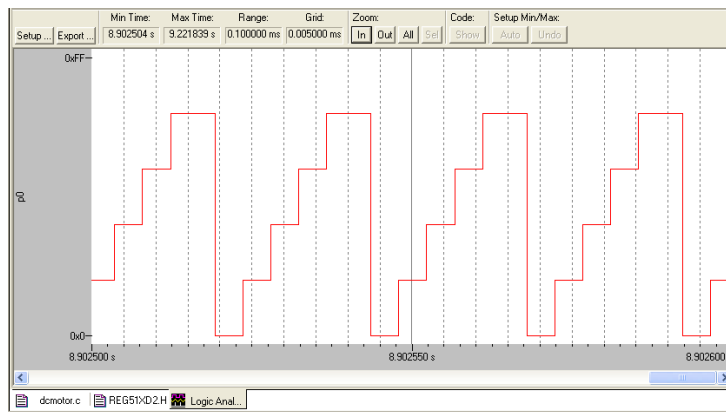 Min Time: Max Time: Range: Grid: Zoom: Code: Setup Min/Max:
Setup ... Export ... 8.902504 s 9.221839 s 0.100000 ms 0.005000 ms In Out All Sel Show Auto Undo
0xFF
p0
0x0
8.902500 s 8.902550 s 8.902600
dcmotor.c REG51XD2.H Logic Anal...